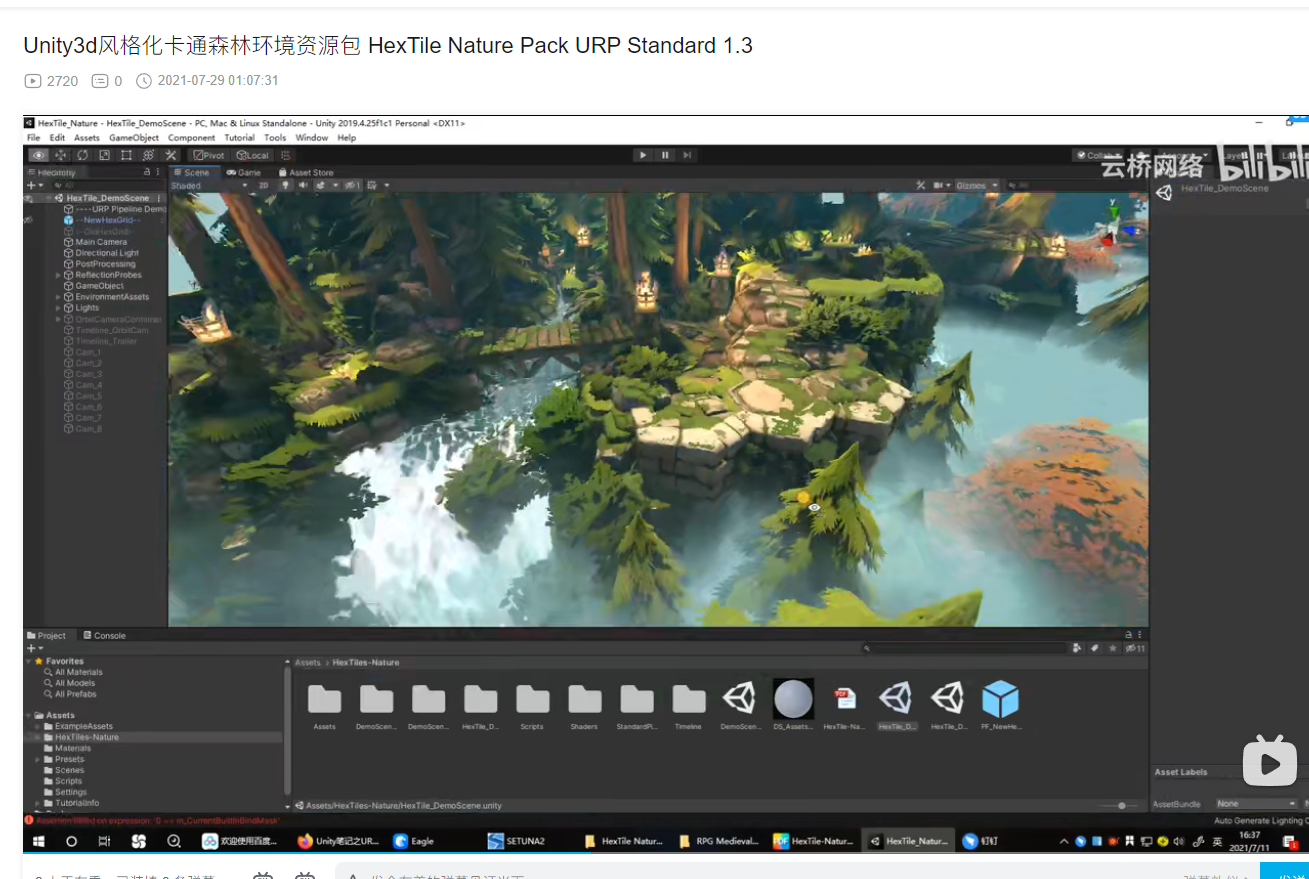 Unity3d风格化卡通森林环境资源包 HexTile Nature Pack URP Standard 1.3
2720 0 2021-07-29 01:07:31
HexTile_Nature - HexTile_DemoScene - PC, Mac & Linux Standalone - Unity 2019.4.25f1c1 Personal <DX11>
File Edit Assets GameObject Component Tutorial Tools Window Help
Pivot Local Collab
云桥网络 bilibili
Hierarchy Scene Game Asset Store
All Shaded 2D Gizmos All
HexTile_DemoScene
HexTile_DemoScene
----URP Pipeline Demo
--NewHexGrid--
--OldHexGrid--
Main Camera
Directional Light
PostProcessing
ReflectionProbes
GameObject
EnvironmentAssets
Lights
OrbitCameraContainer
Timeline_OrbitCam
Timeline_Trailer
Cam_1
Cam_2
Cam_3
Cam_4
Cam_5
Cam_6
Cam_7
Cam_8
y
z
Project Console
11
Favorites
All Materials
All Models
All Prefabs
Assets
ExampleAssets
HexTiles-Nature
Materials
Presets
Scenes
Scripts
Settings
TutorialInfo
Assets › HexTiles-Nature
Assets DemoScen... DemoScen... HexTile_D... Scripts Shaders StandardPi... Timeline DemoScen... DS_Assets... HexTile-Na... HexTile_D... HexTile_D... PF_NewHe...
PDF
Assets/HexTiles-Nature/HexTile_DemoScene.unity
Asset Labels
AssetBundle None
Assertion failed on expression: '0 == m_CurrentBuiltinBindMask'
Auto Generate Lighting
欢迎使用百度... Unity笔记之UR... Eagle SETUNA2 HexTile Natur... RPG Medieval... HexTile-Natur... HexTile_Natur... 钉钉
英 16:37
2021/7/11